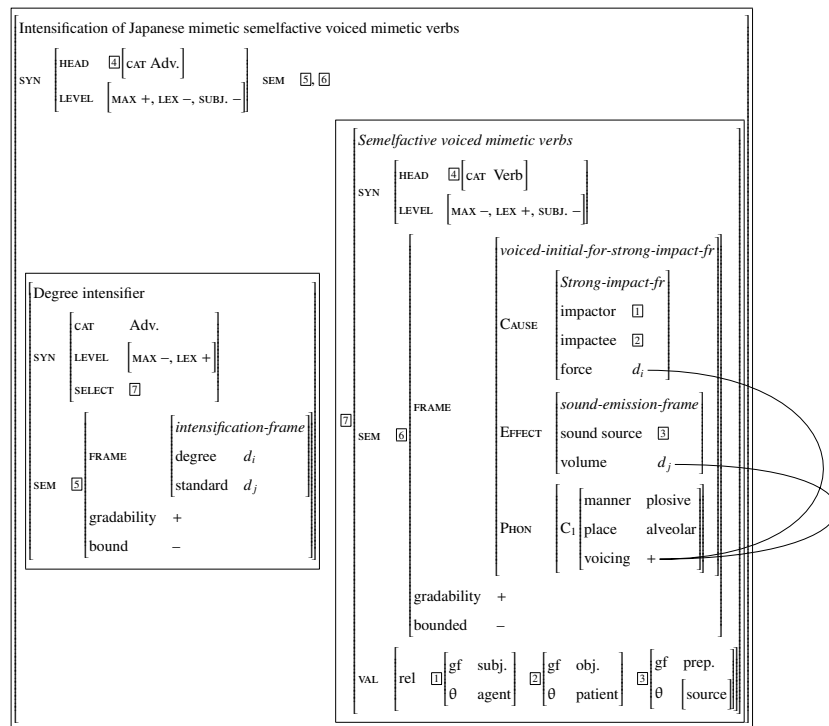 Intensification of Japanese mimetic semelfactive voiced mimetic verbs
SYN HEAD 4 [CAT Adv.] SEM 5, 6
LEVEL [MAX +, LEX –, SUBJ. –]
Semelfactive voiced mimetic verbs
SYN HEAD 4 [CAT Verb]
LEVEL [MAX –, LEX +, SUBJ. –]
7 SEM 6 FRAME
voiced-initial-for-strong-impact-fr
CAUSE
Strong-impact-fr
impactor 1
impactee 2
force d_i
EFFECT
sound-emission-frame
sound source 3
volume d_j
PHON C1
manner plosive
place alveolar
voicing +
gradability +
bounded –
VAL rel 1 [gf subj. 2 [gf obj. 3 [gf prep.
θ agent] θ patient] θ [source]]
Degree intensifier
SYN
CAT Adv.
LEVEL [MAX –, LEX +]
SELECT 7
SEM 5 FRAME
intensification-frame
degree d_i
standard d_j
gradability +
bound –